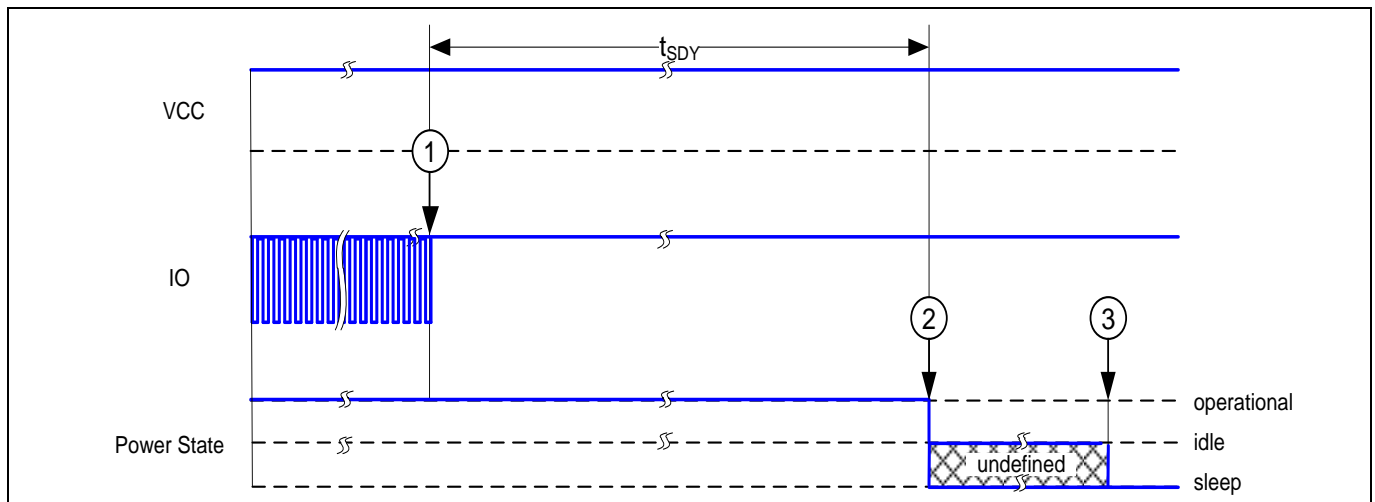 tSDY
VCC
1
IO
2
3
operational
Power State
idle
undefined
sleep